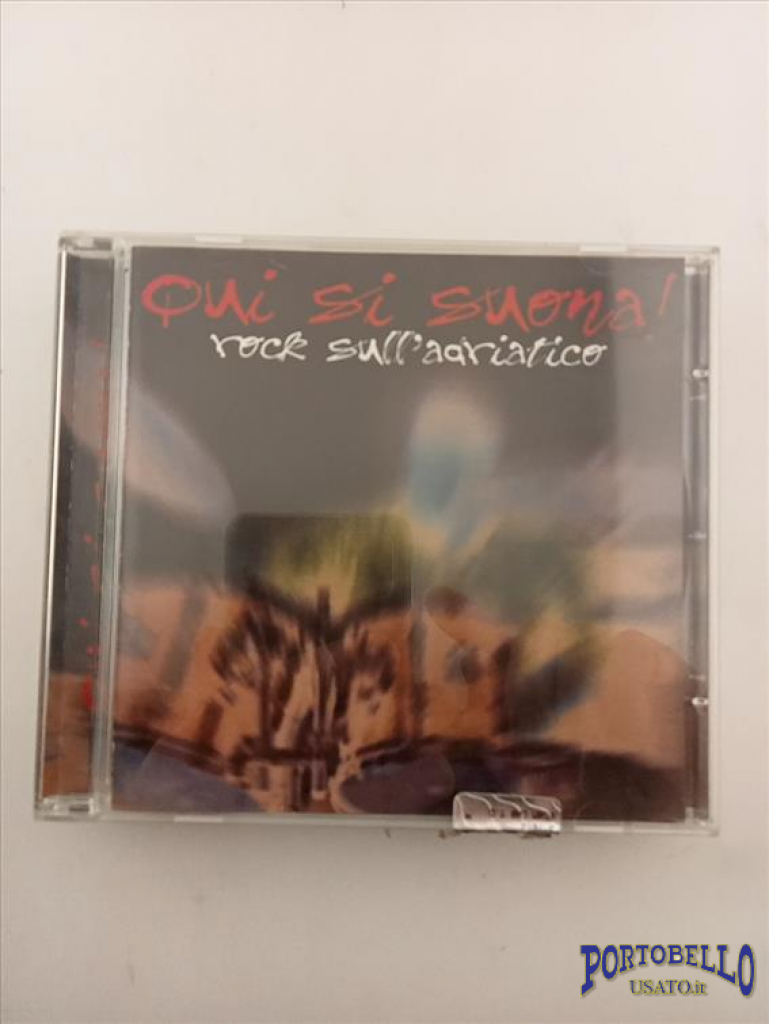 Qui si suona!
rock sull'adriatico
PORTOBELLO
USATO.it